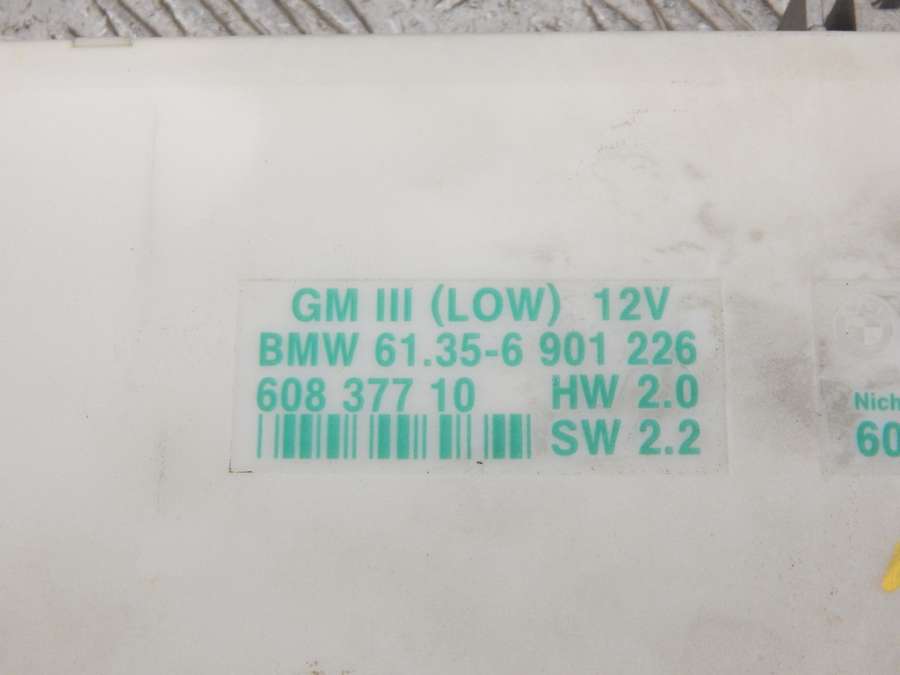 GM III (LOW) 12V
BMW 61.35-6 901 226
608 377 10 HW 2.0
SW 2.2
Nich
60